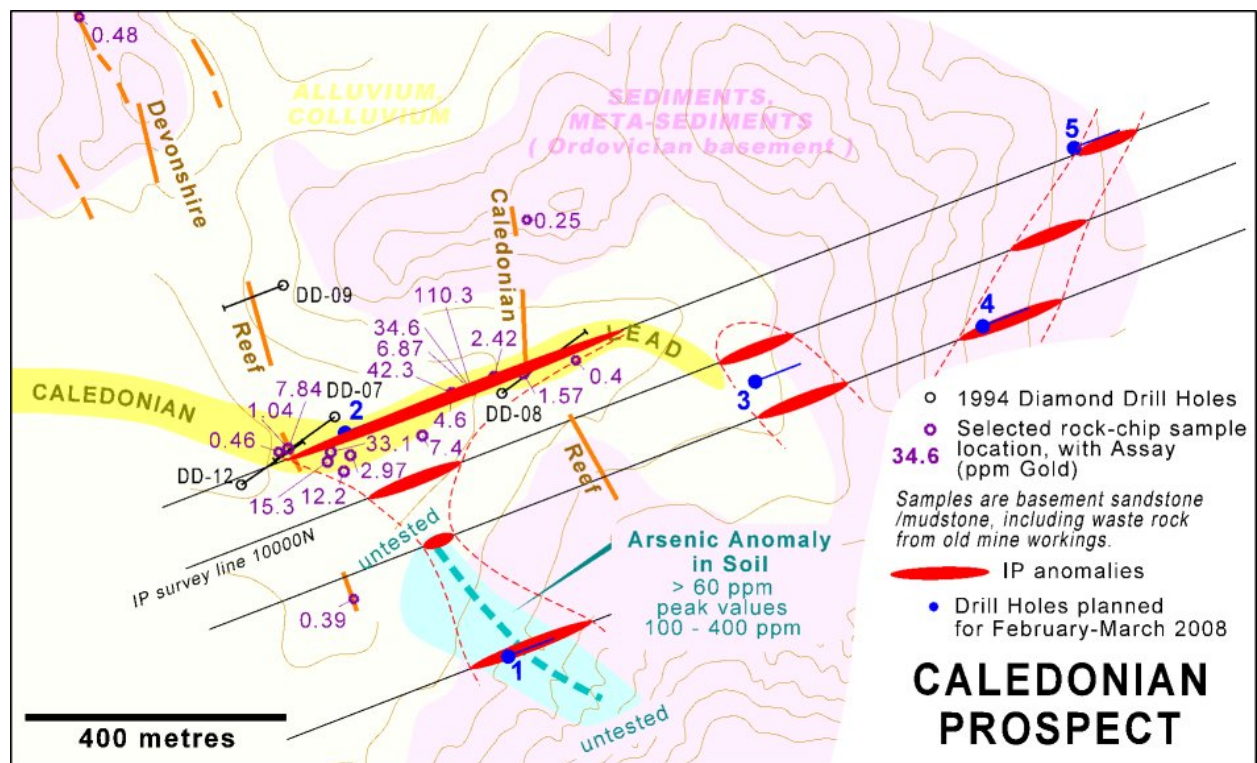 0.48
ALLUVIUM,
COLLUVIUM
SEDIMENTS,
META-SEDIMENTS
( Ordovician basement )
5
Devonshire
Caledonian
0.25
DD-09
110.3
34.6
6.87
42.3
2.42
LEAD
4
Reef
CALEDONIAN
7.84
DD-07
1.04
2
0.46
DD-08
1.57
0.4
3
4.6
7.4
33.1
2.97
DD-12
15.3
12.2
Reef
IP survey line 10000N
untested
0.39
Arsenic Anomaly
in Soil
> 60 ppm
peak values
100 - 400 ppm
1
untested
1994 Diamond Drill Holes
Selected rock-chip sample
location, with Assay
34.6
(ppm Gold)
Samples are basement sandstone
/mudstone, including waste rock
from old mine workings.
IP anomalies
Drill Holes planned
for February-March 2008
CALEDONIAN
PROSPECT
400 metres